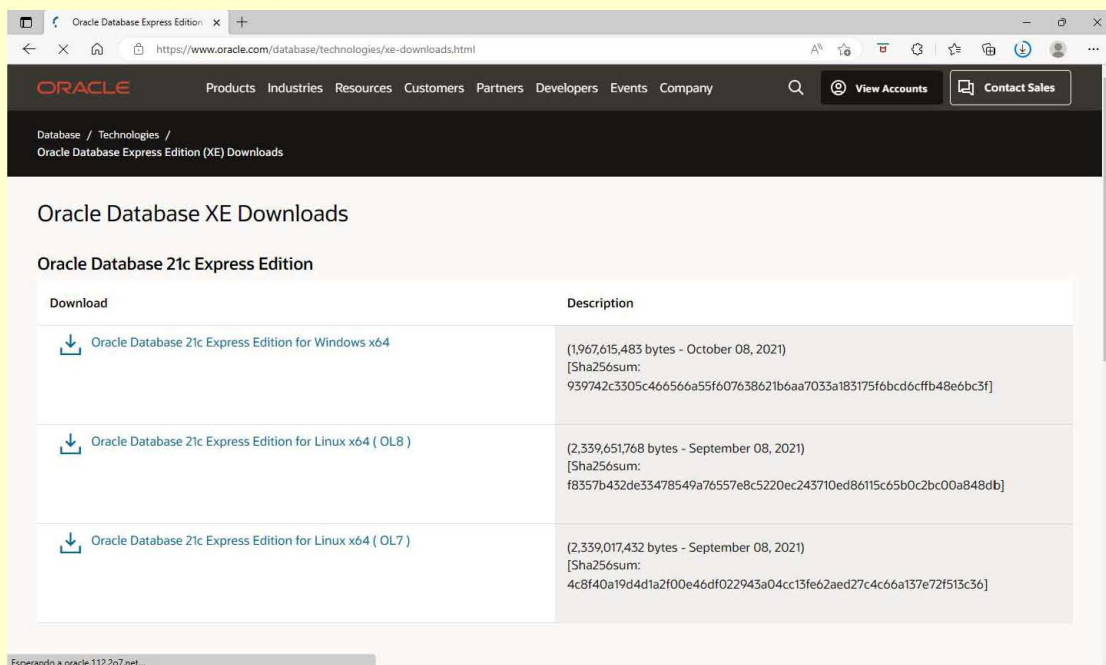 Oracle Database Express Edition
https://www.oracle.com/database/technologies/xe-downloads.html
ORACLE
Products Industries Resources Customers Partners Developers Events Company
View Accounts
Contact Sales
Database / Technologies /
Oracle Database Express Edition (XE) Downloads
Oracle Database XE Downloads
Oracle Database 21c Express Edition
Download Description
Oracle Database 21c Express Edition for Windows x64
(1,967,615,483 bytes - October 08, 2021)
[Sha256sum:
939742c3305c466566a55f607638621b6aa7033a183175f6bcd6cffb48e6bc3f]
Oracle Database 21c Express Edition for Linux x64 ( OL8 )
(2,339,651,768 bytes - September 08, 2021)
[Sha256sum:
f8357b432de33478549a76557e8c5220ec243710ed86115c65b0c2bc00a848db]
Oracle Database 21c Express Edition for Linux x64 ( OL7 )
(2,339,017,432 bytes - September 08, 2021)
[Sha256sum:
4c8f40a19d4d1a2f00e46df022943a04cc13fe62aed27c4c66a137e72f513c36]
Esperando a oracle.112.2o7.net...